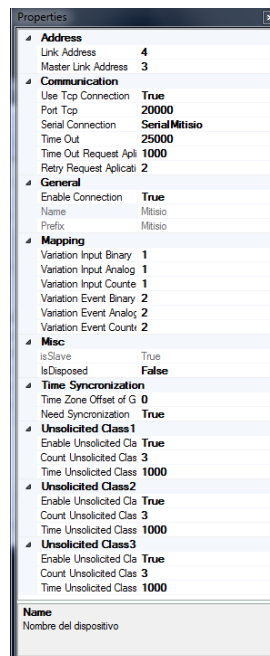 Properties
Address
Link Address 4
Master Link Address 3
Communication
Use Tcp Connection True
Port Tcp 20000
Serial Connection SerialMitisio
Time Out 25000
Time Out Request Apli 1000
Retry Request Aplicati 2
General
Enable Connection True
Name Mitisio
Prefix Mitisio
Mapping
Variation Input Binary 1
Variation Input Analog 1
Variation Input Counte 1
Variation Event Binary 2
Variation Event Analog 2
Variation Event Counte 2
Misc
isSlave True
IsDisposed False
Time Syncronization
Time Zone Offset of G 0
Need Syncronization True
Unsolicited Class1
Enable Unsolicited Cla True
Count Unsolicited Clas 3
Time Unsolicited Class 1000
Unsolicited Class2
Enable Unsolicited Cla True
Count Unsolicited Clas 3
Time Unsolicited Class 1000
Unsolicited Class3
Enable Unsolicited Cla True
Count Unsolicited Clas 3
Time Unsolicited Class 1000
Name
Nombre del dispositivo